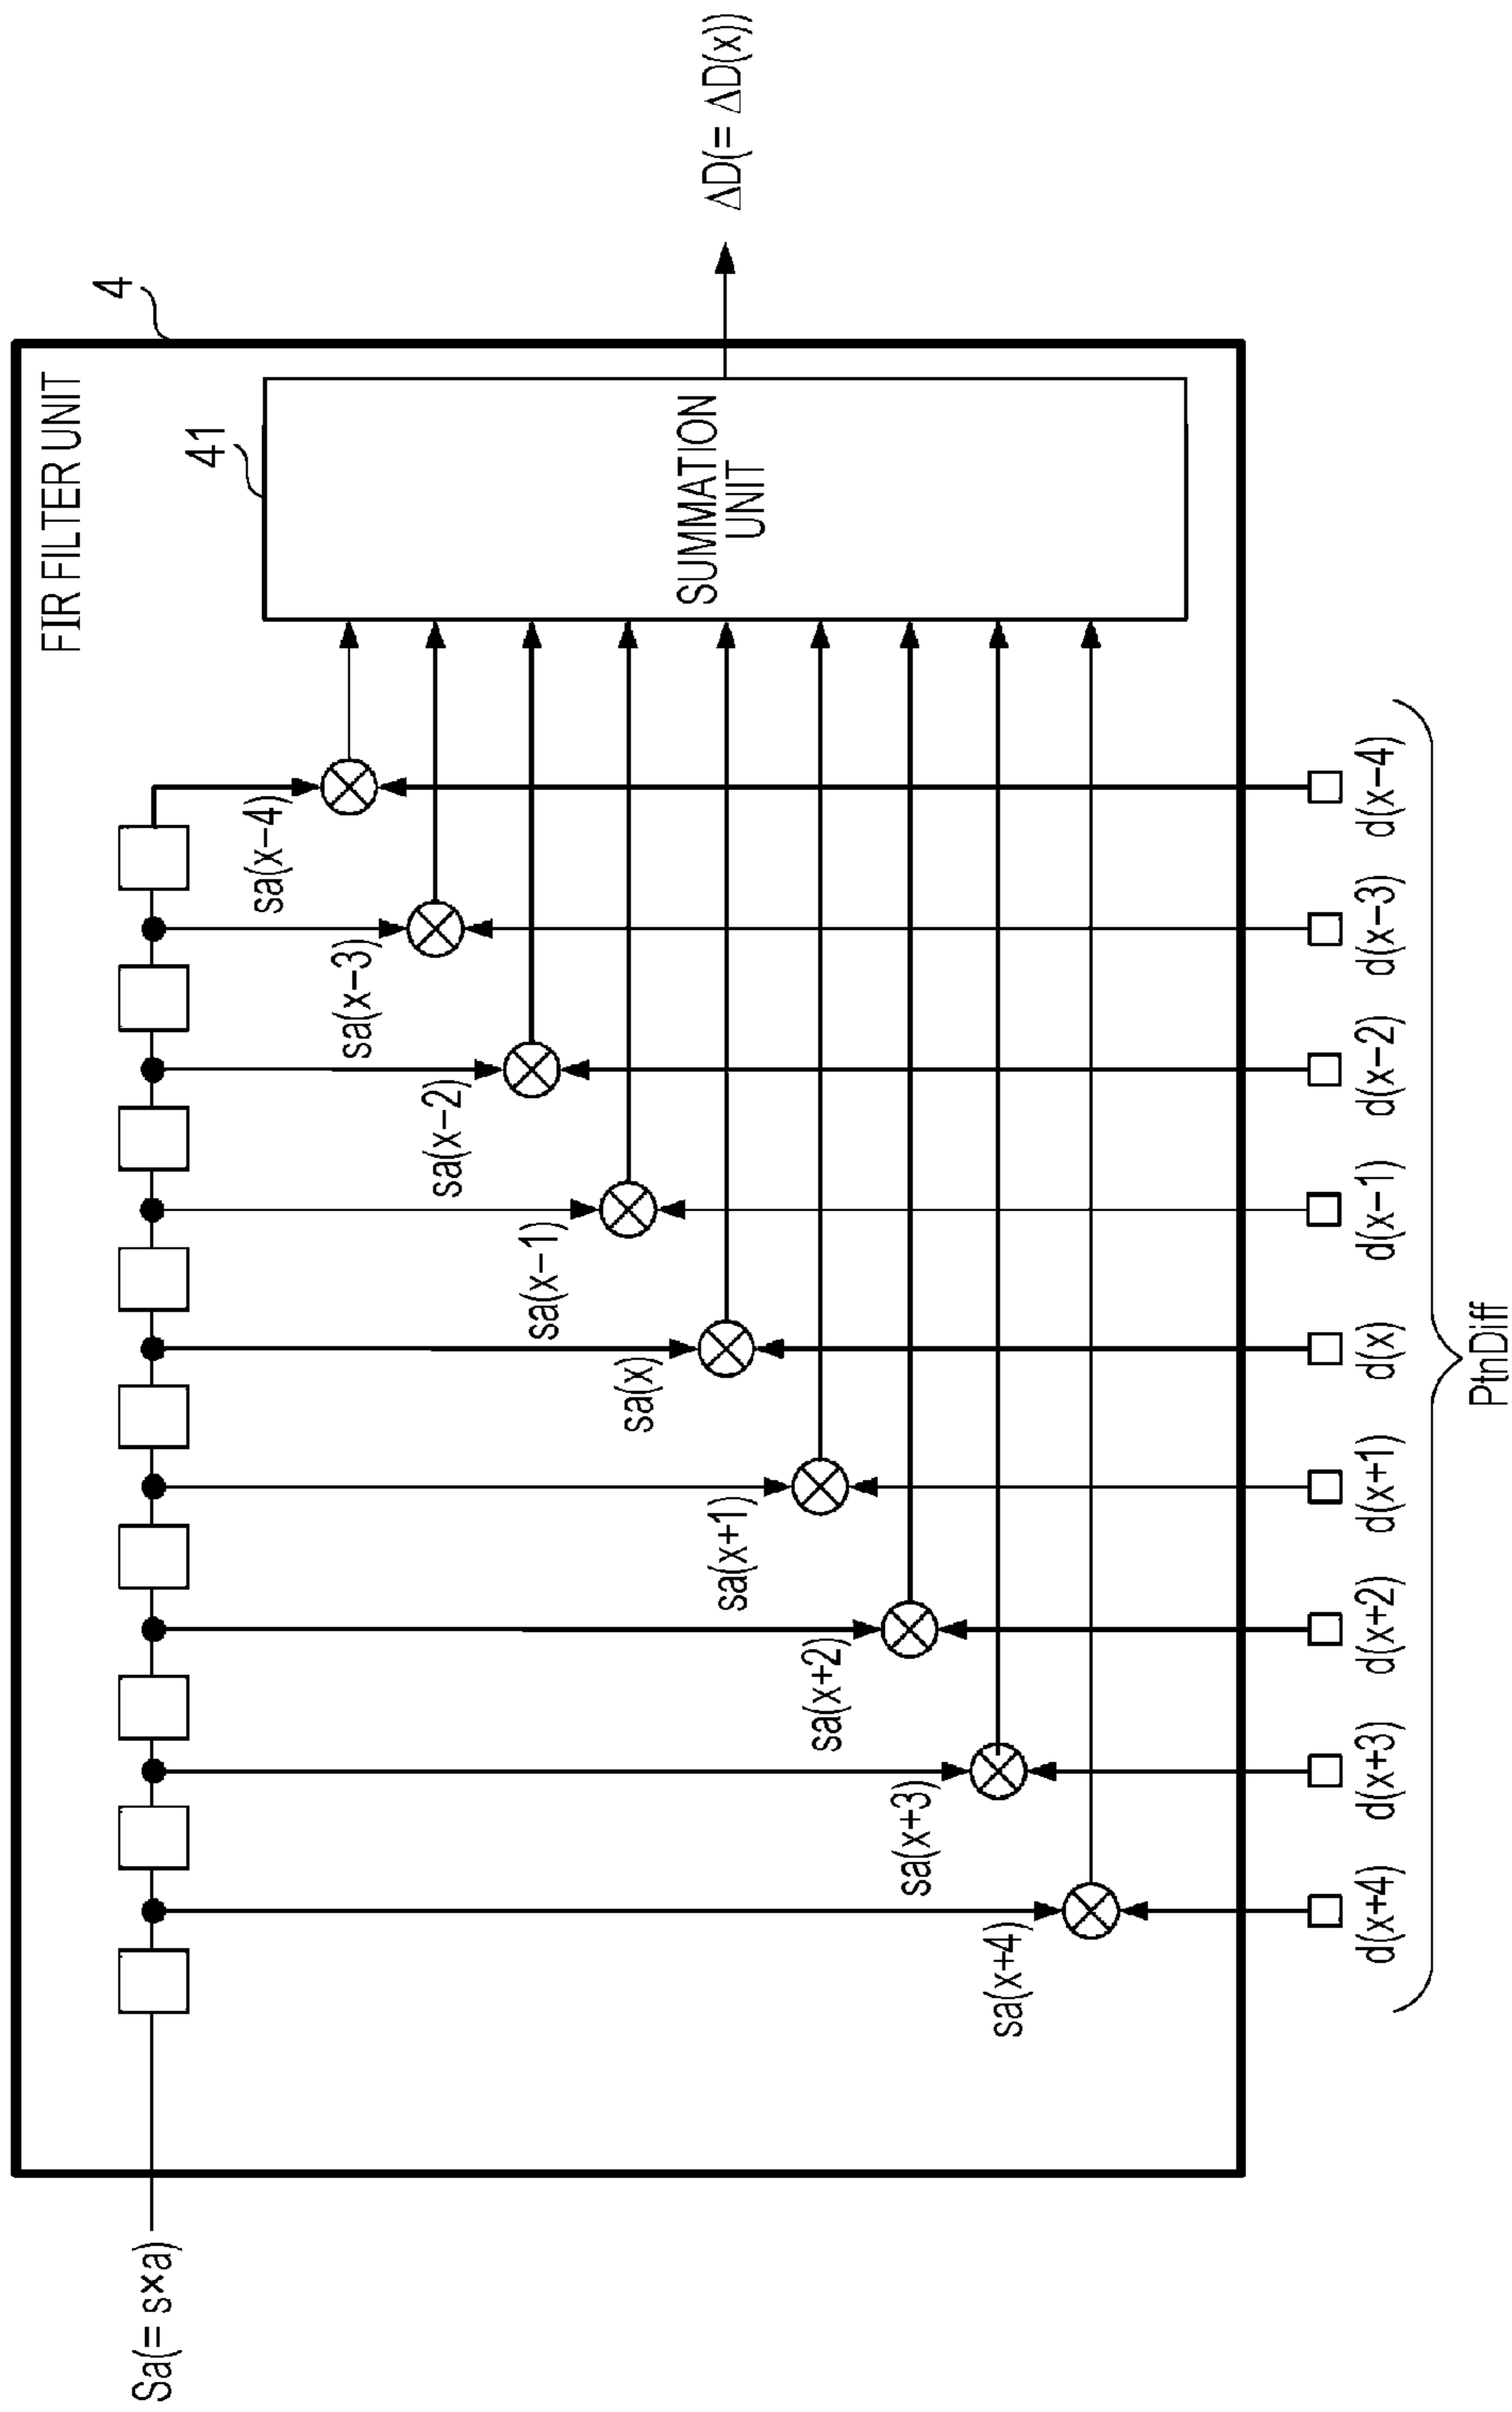 FIR FILTER UNIT
4
41
Sa(= s×a)
sa(x+4)
sa(x+3)
sa(x+2)
sa(x+1)
sa(x)
sa(x−1)
sa(x−2)
sa(x−3)
sa(x−4)
SUMMATION
UNIT
ΔD(= ΔD(x))
d(x+4)
d(x+3)
d(x+2)
d(x+1)
d(x)
d(x−1)
d(x−2)
d(x−3)
d(x−4)
PtnDiff